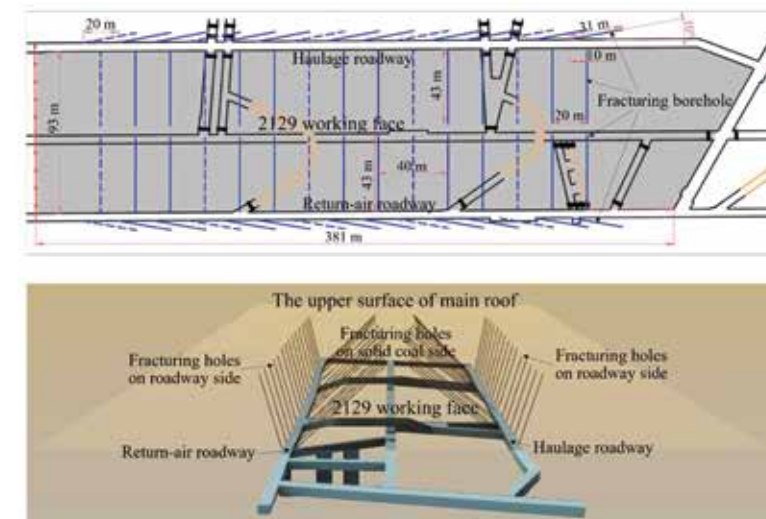 20 m
31 m
10°
Haulage roadway
10 m
93 m
43 m
Fracturing borehole
2129 working face
20 m
43 m
40 m
Return-air roadway
381 m
The upper surface of main roof
Fracturing holes
on solid coal side
Fracturing holes
on roadway side
Fracturing holes
on roadway side
2129 working face
Return-air roadway
Haulage roadway